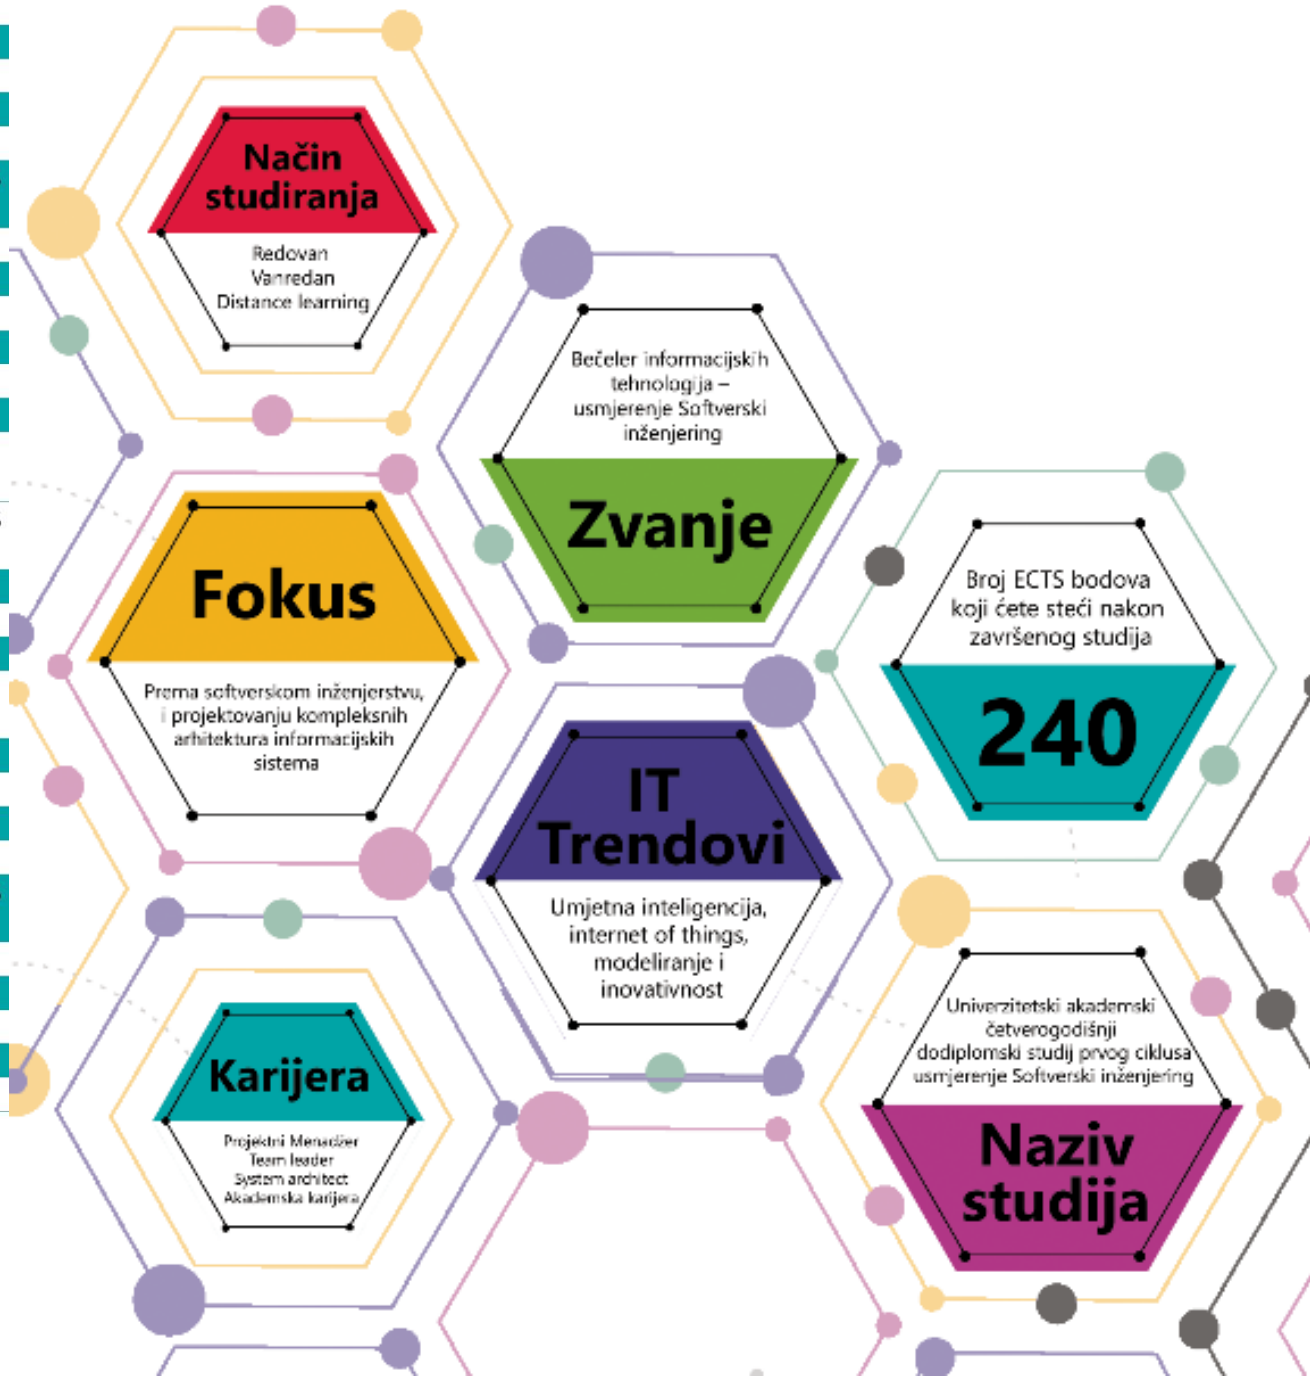 Način
studiranja
Redovan
Vanredan
Distance learning
Bečeler informacijskih
tehnologija –
usmjerenje Softverski
inženjering
Zvanje
Fokus
Prema softverskom inženjerstvu,
i projektovanju kompleksnih
arhitektura informacijskih
sistema
Broj ECTS bodova
koji ćete steći nakon
završenog studija
240
IT
Trendovi
Umjetna inteligencija,
internet of things,
modeliranje i
inovativnost
Karijera
Projektni Menadžer
Team leader
System architect
Akademska karijera
Univerzitetski akademski
četverogodišnji
dodiplomski studij prvog ciklusa
usmjerenje Softverski inženjering
Naziv
studija